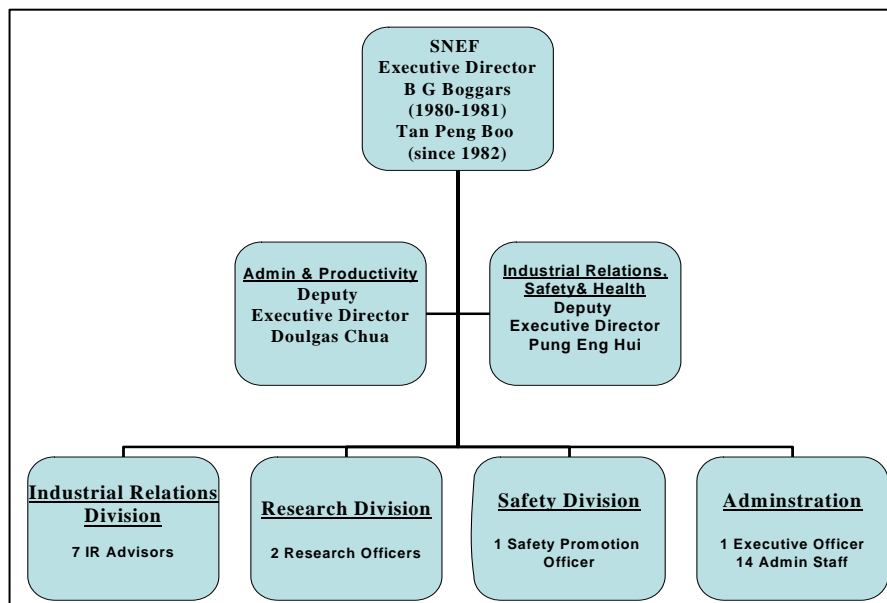 SNEF
Executive Director
B G Boggars
(1980-1981)
Tan Peng Boo
(since 1982)
Admin & Productivity
Deputy
Executive Director
Doulgas Chua
Industrial Relations,
Safety& Health
Deputy
Executive Director
Pung Eng Hui
Industrial Relations
Division
7 IR Advisors
Research Division
2 Research Officers
Safety Division
1 Safety Promotion
Officer
Adminstration
1 Executive Officer
14 Admin Staff